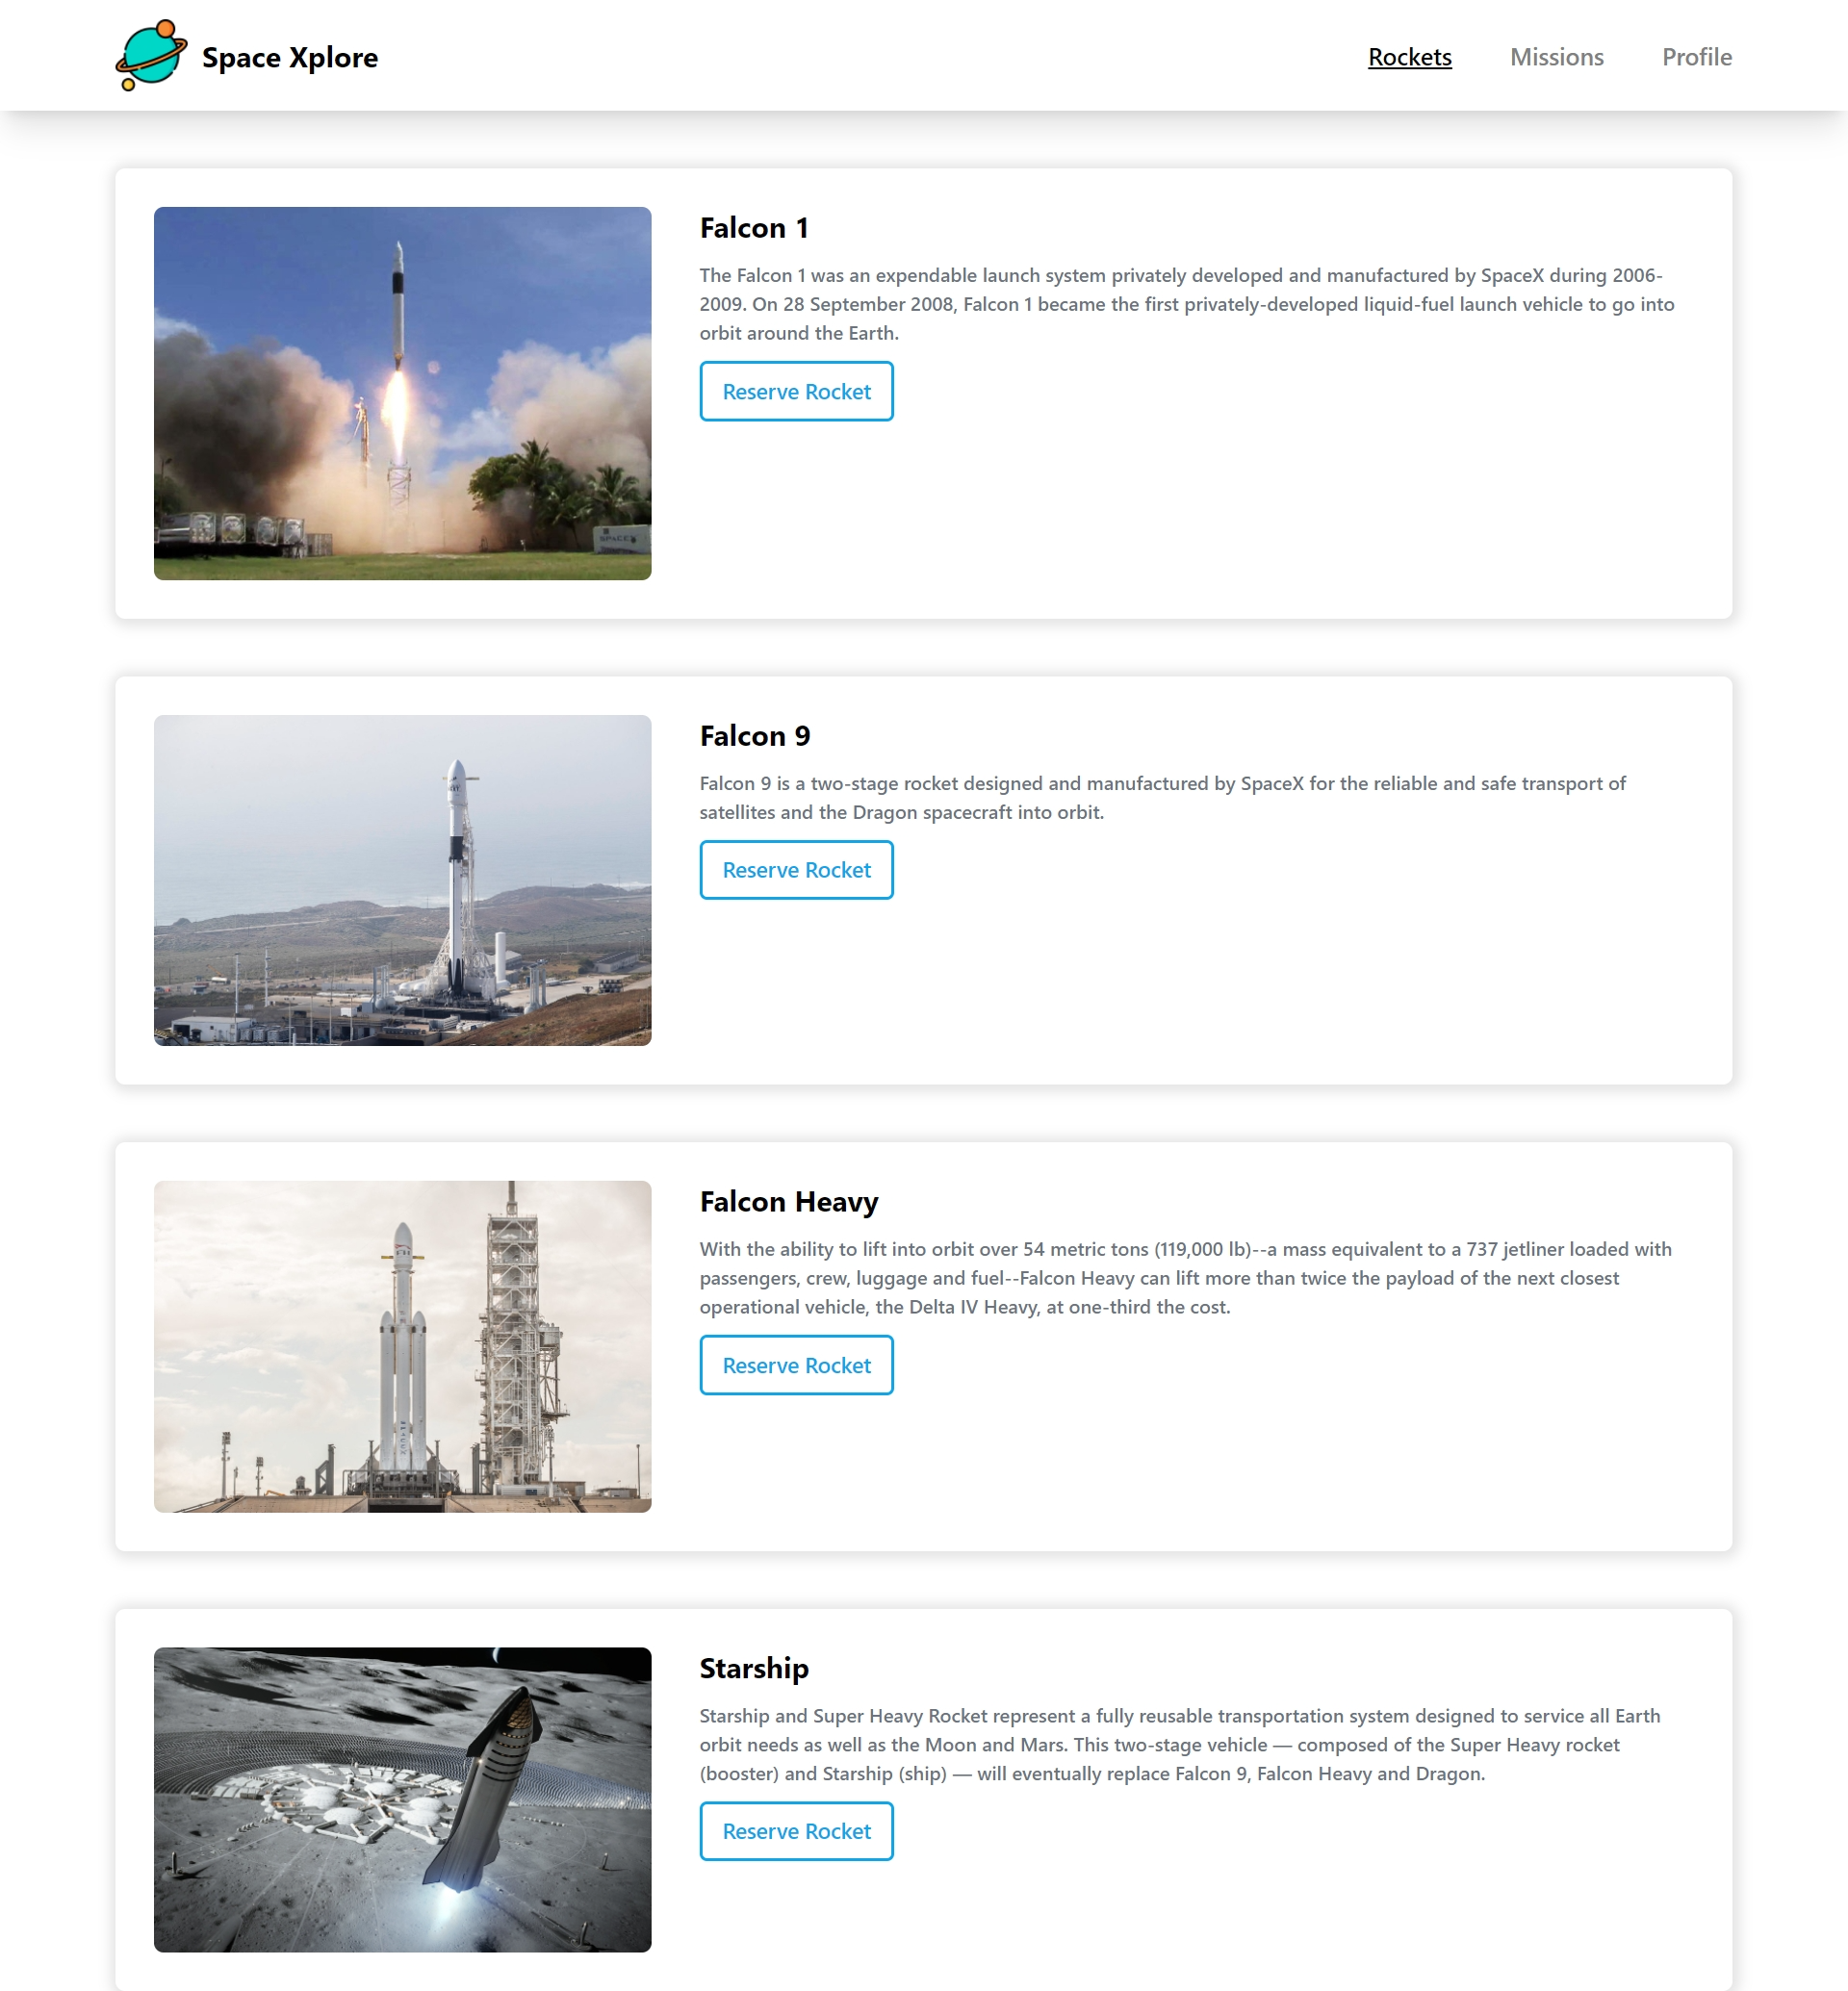 Space Xplore
Rockets
Missions
Profile
Falcon 1
The Falcon 1 was an expendable launch system privately developed and manufactured by SpaceX during 2006-
2009. On 28 September 2008, Falcon 1 became the first privately-developed liquid-fuel launch vehicle to go into
orbit around the Earth.
Reserve Rocket
SPACEX
Falcon 9
Falcon 9 is a two-stage rocket designed and manufactured by SpaceX for the reliable and safe transport of
satellites and the Dragon spacecraft into orbit.
Reserve Rocket
Falcon Heavy
With the ability to lift into orbit over 54 metric tons (119,000 lb)--a mass equivalent to a 737 jetliner loaded with
passengers, crew, luggage and fuel--Falcon Heavy can lift more than twice the payload of the next closest
operational vehicle, the Delta IV Heavy, at one-third the cost.
Reserve Rocket
Starship
Starship and Super Heavy Rocket represent a fully reusable transportation system designed to service all Earth
orbit needs as well as the Moon and Mars. This two-stage vehicle — composed of the Super Heavy rocket
(booster) and Starship (ship) — will eventually replace Falcon 9, Falcon Heavy and Dragon.
Reserve Rocket